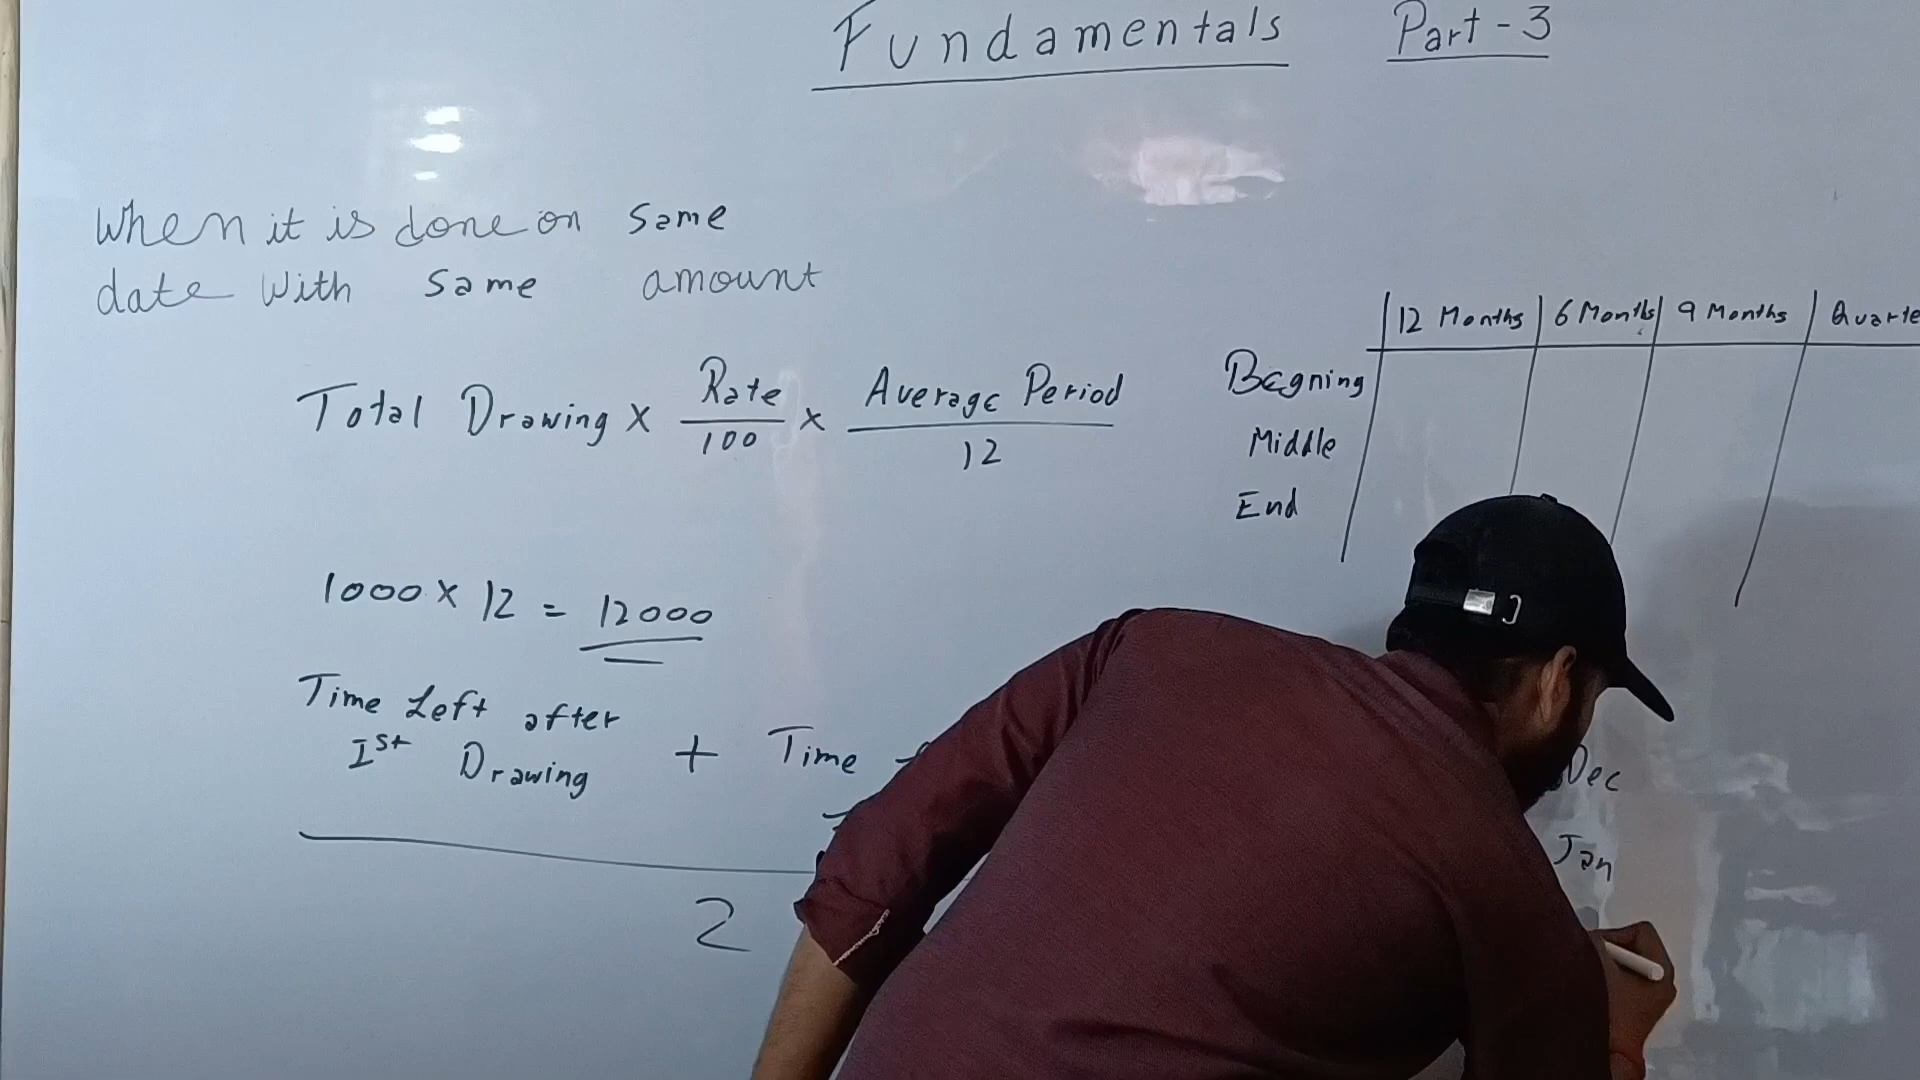 Fundamentals Part-3
When it is done on same
date with same amount
Total Drawing x Rate/100 x Average Period/12
1000 x 12 = 12000
Time Left after
Ist Drawing + Time
2
12 Months 6 Months 9 Months Quarte
Begning
Middle
End
Dec
Jan